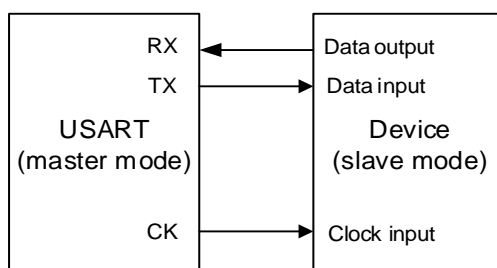 RX
Data output
TX
Data input
USART
(master mode)
Device
(slave mode)
CK
Clock input